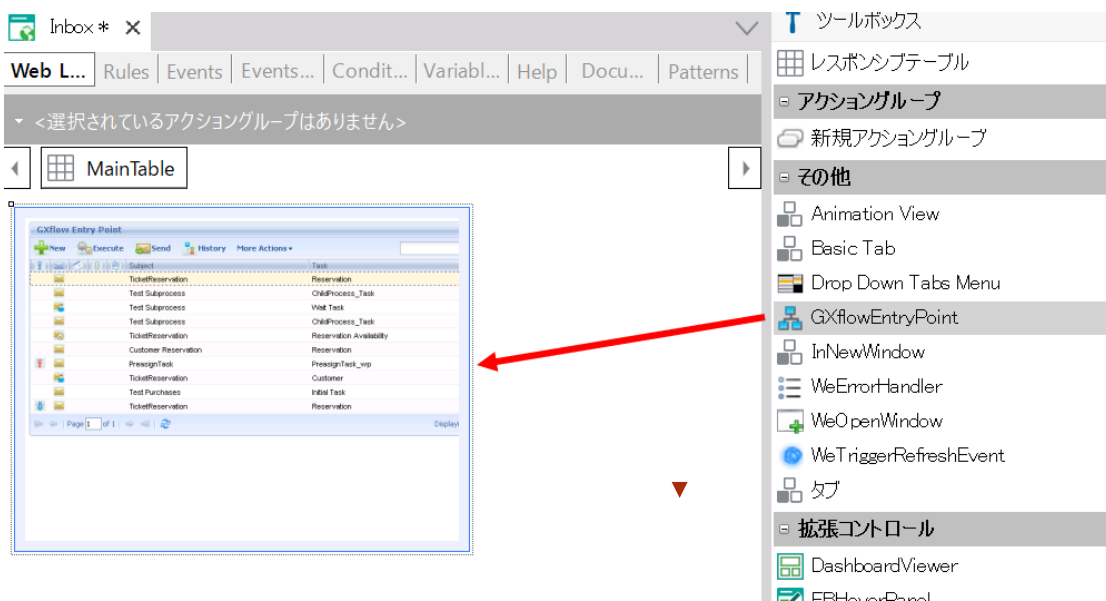 Inbox *
Web L... Rules Events Events... Condit... Variabl... Help Docu... Patterns
<選択されているアクショングループはありません>
MainTable
GXflow Entry Point
New Execute Send History More Actions
Subject Task
TicketReservation Reservation
Test Subprocess ChildProcess_Task
Test Subprocess Wait Task
Test Subprocess ChildProcess_Task
TicketReservation Reservation Availability
Customer Reservation Reservation
PreasignTask PreasignTask_wp
TicketReservation Customer
Test Purchases Initial Task
TicketReservation Reservation
Page 1 of 1
ツールボックス
レスポンシブテーブル
アクショングループ
新規アクショングループ
その他
Animation View
Basic Tab
Drop Down Tabs Menu
GXflowEntryPoint
InNewWindow
WeErrorHandler
WeOpenWindow
WeTriggerRefreshEvent
タブ
拡張コントロール
DashboardViewer